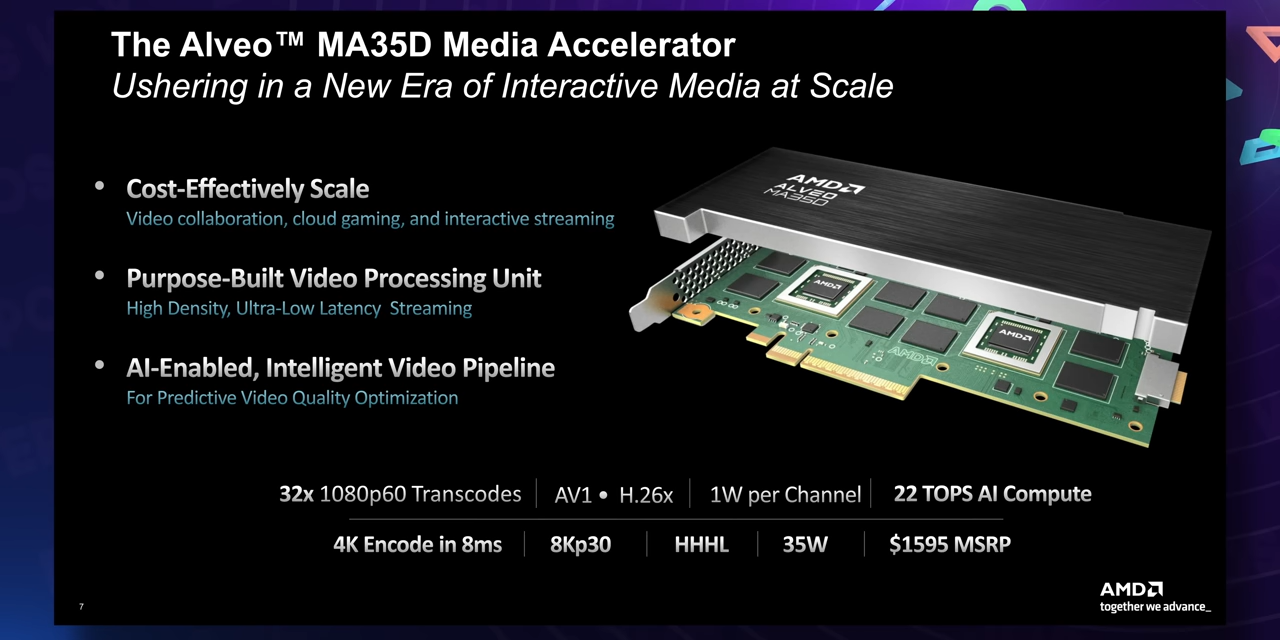 The Alveo™ MA35D Media Accelerator
Ushering in a New Era of Interactive Media at Scale
• Cost-Effectively Scale
Video collaboration, cloud gaming, and interactive streaming
• Purpose-Built Video Processing Unit
High Density, Ultra-Low Latency Streaming
• AI-Enabled, Intelligent Video Pipeline
For Predictive Video Quality Optimization
AMD
ALVEO
MA35D
AMD
AMD
AMD
32x 1080p60 Transcodes | AV1 • H.26x | 1W per Channel | 22 TOPS AI Compute
4K Encode in 8ms | 8Kp30 | HHHL | 35W | $1595 MSRP
7
AMD
together we advance_